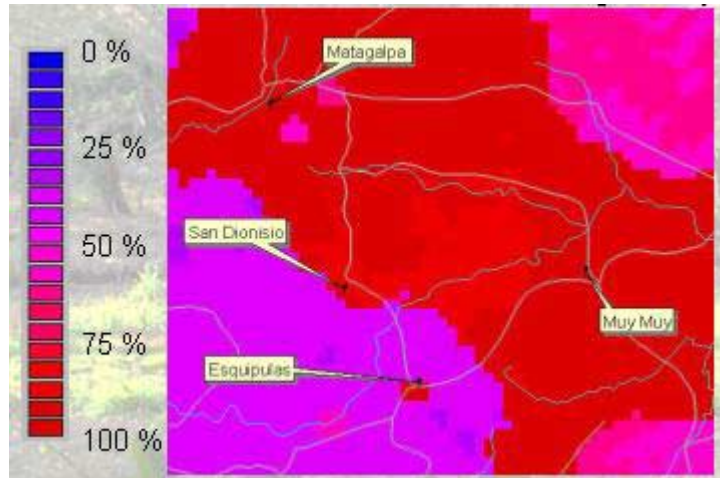 0 %
25 %
50 %
75 %
100 %
Matagalpa
San Dionisio
Muy Muy
Esquipulas